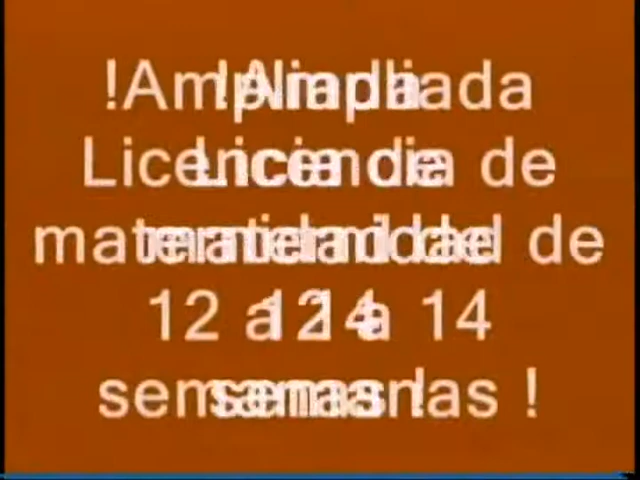 !Ampliada
Licencia de
maternidad de
12 a 14
semanas !